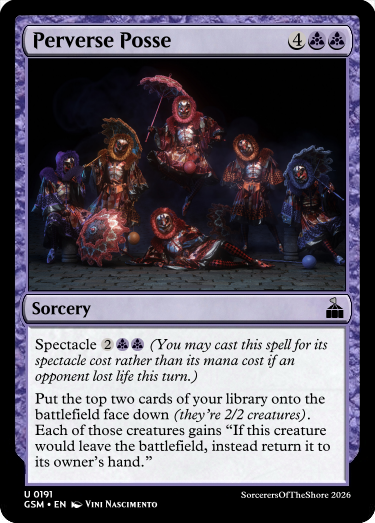 Perverse Posse 4
Sorcery
Spectacle 2 (You may cast this spell for its
spectacle cost rather than its mana cost if an
opponent lost life this turn.)
Put the top two cards of your library onto the
battlefield face down (they're 2/2 creatures).
Each of those creatures gains “If this creature
would leave the battlefield, instead return it to
its owner's hand.”
U 0191
GSM • EN Vini Nascimento
SorcerersOfTheShore 2026